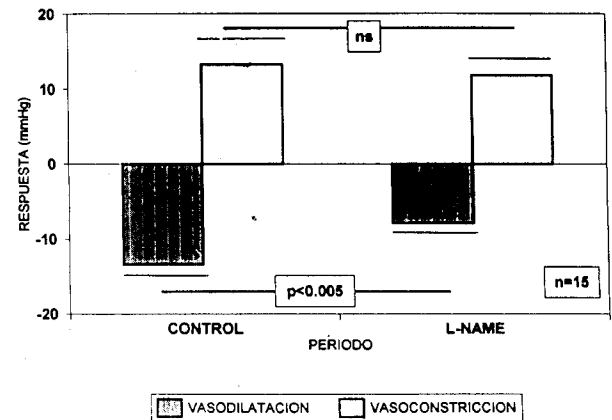 20
ns
10
RESPUESTA (mmHg)
0
-10
n=15
p<0.005
-20
CONTROL L-NAME
PERIODO
VASODILATACION VASOCONSTRICCION